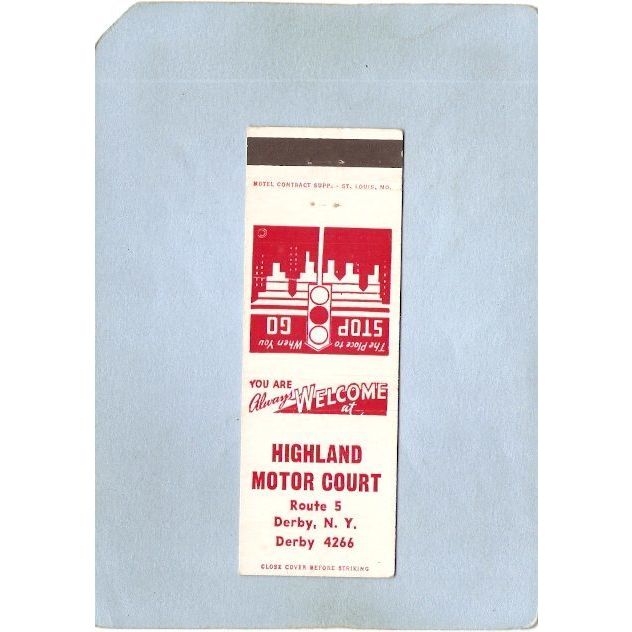 MOTEL CONTRACT SUPP. - ST. LOUIS, MO.
The Place to
STOP
When You
GO
YOU ARE
Always WELCOME
at
HIGHLAND
MOTOR COURT
Route 5
Derby, N. Y.
Derby 4266
CLOSE COVER BEFORE STRIKING